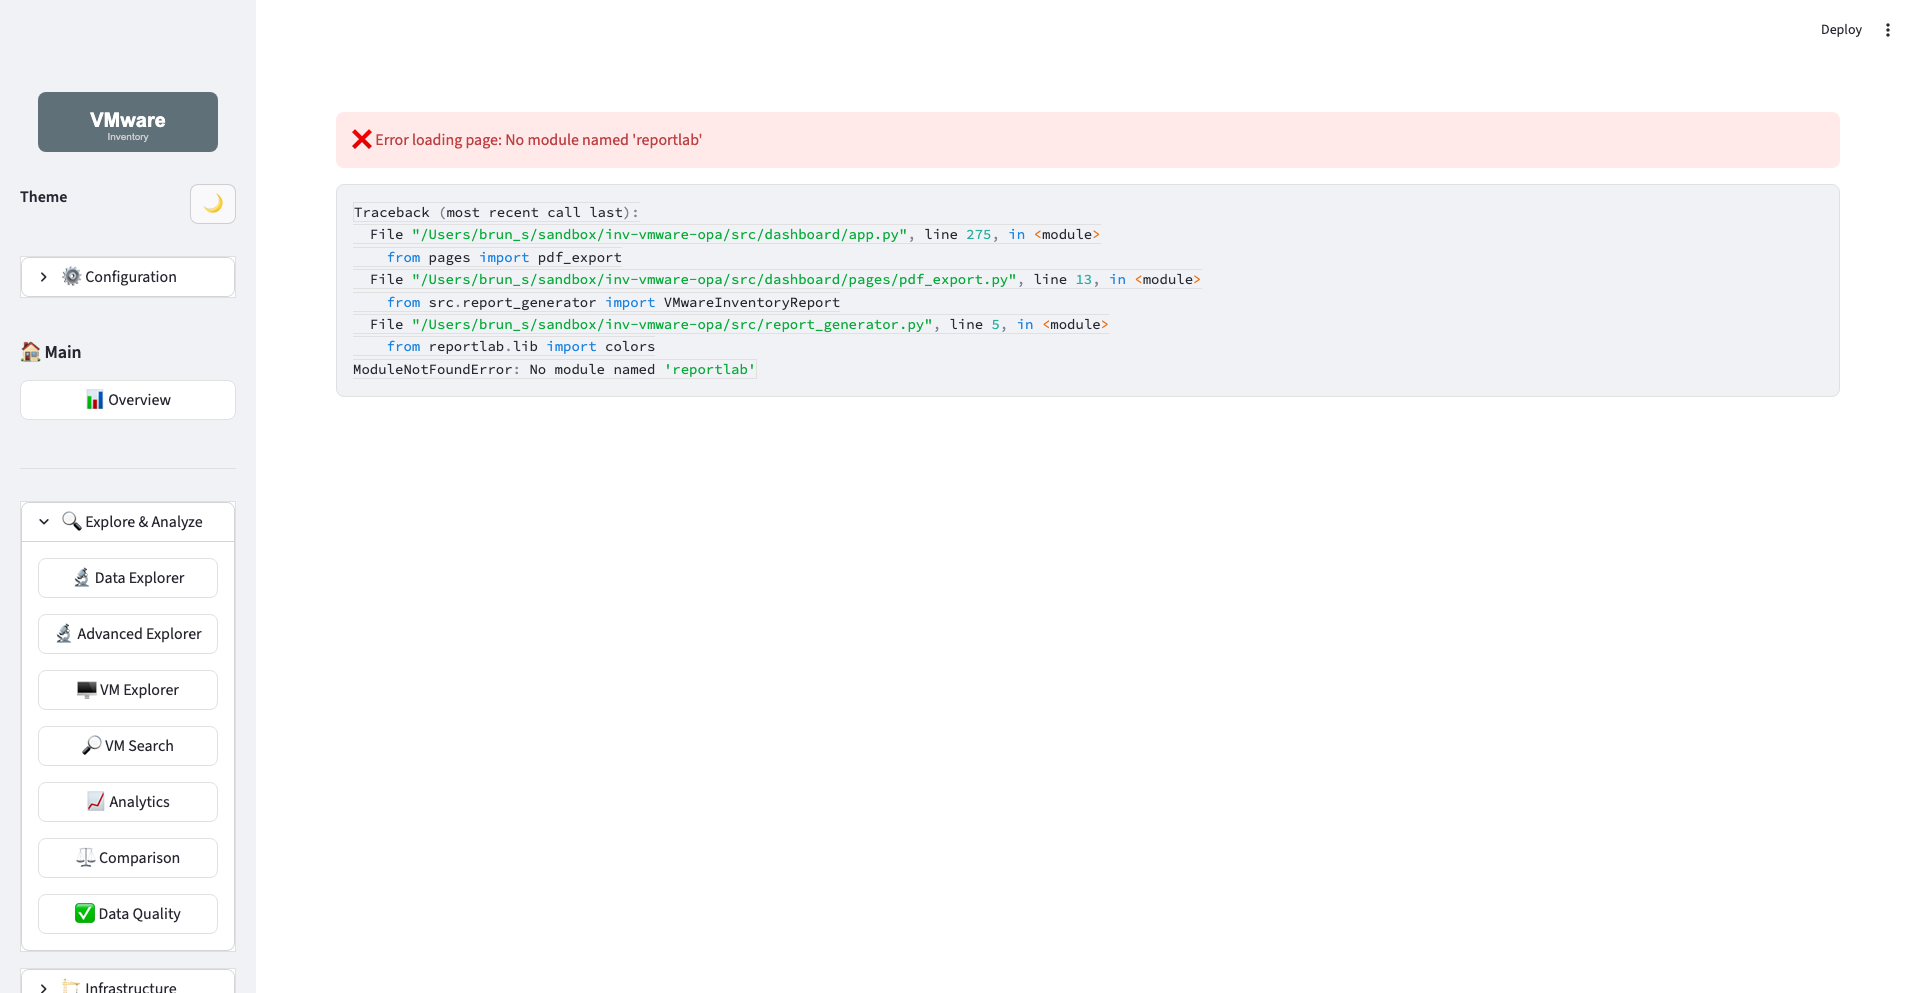 Deploy
VMware
Inventory
Theme
Configuration
Main
Overview
Explore & Analyze
Data Explorer
Advanced Explorer
VM Explorer
VM Search
Analytics
Comparison
Data Quality
Infrastructure
Error loading page: No module named 'reportlab'
Traceback (most recent call last):
  File "/Users/brun_s/sandbox/inv-vmware-opa/src/dashboard/app.py", line 275, in <module>
    from pages import pdf_export
  File "/Users/brun_s/sandbox/inv-vmware-opa/src/dashboard/pages/pdf_export.py", line 13, in <module>
    from src.report_generator import VMwareInventoryReport
  File "/Users/brun_s/sandbox/inv-vmware-opa/src/report_generator.py", line 5, in <module>
    from reportlab.lib import colors
ModuleNotFoundError: No module named 'reportlab'